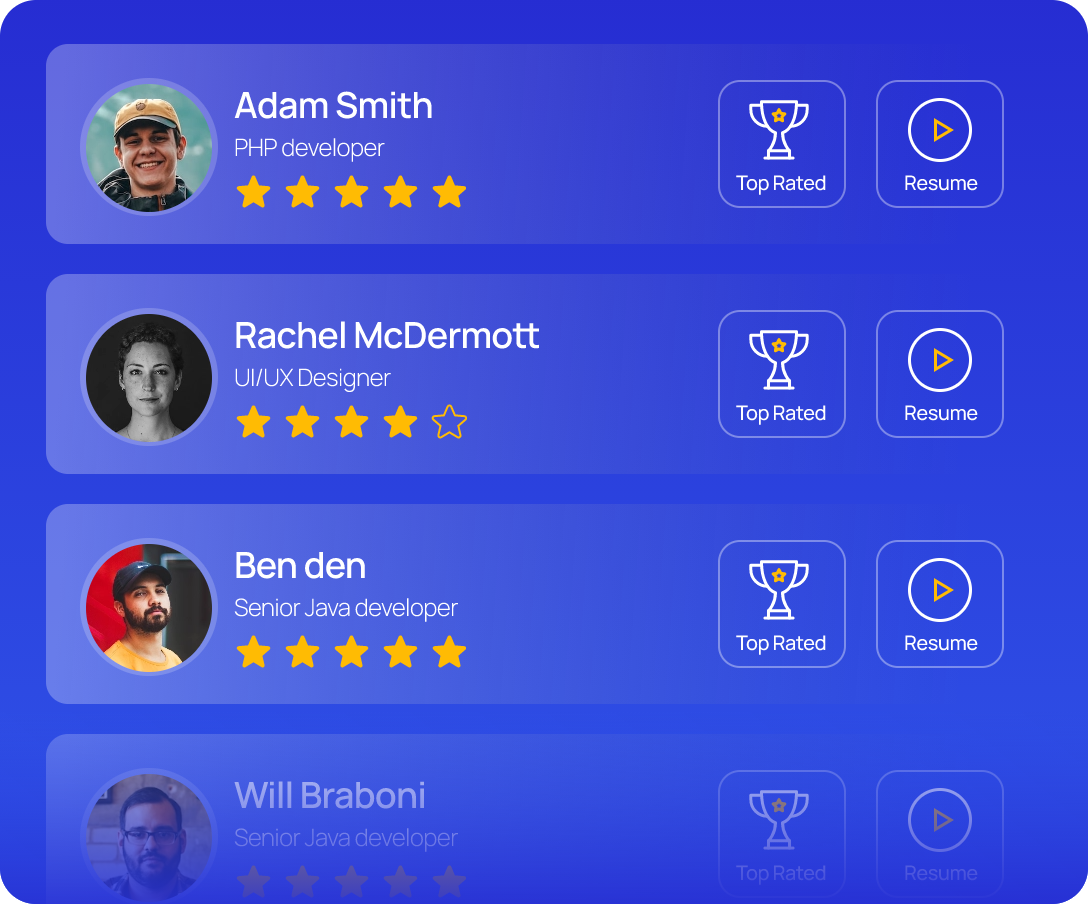 Adam Smith
PHP developer
Top Rated
Resume
Rachel McDermott
UI/UX Designer
Top Rated
Resume
Ben den
Senior Java developer
Top Rated
Resume
Will Braboni
Senior Java developer
Top Rated
Resume